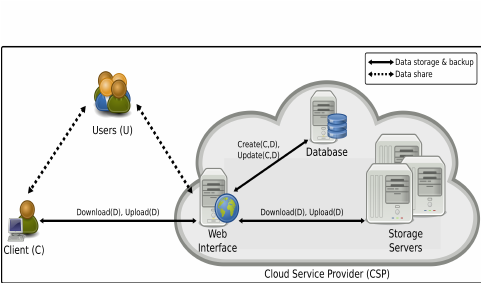 Data storage & backup
Data share
Users (U)
Create(C,D),
Update(C,D)
Database
Download(D), Upload(D)
Download(D), Upload(D)
Client (C)
Web
Interface
Storage
Servers
Cloud Service Provider (CSP)